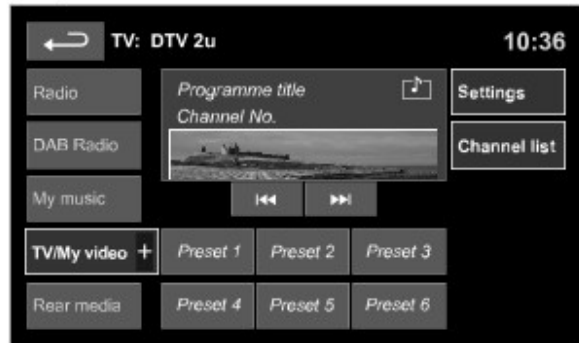 TV: DTV 2u 10:36
Radio
Programme title
Channel No.
Settings
DAB Radio
Channel list
My music
TV/My video +
Preset 1 Preset 2 Preset 3
Rear media
Preset 4 Preset 5 Preset 6